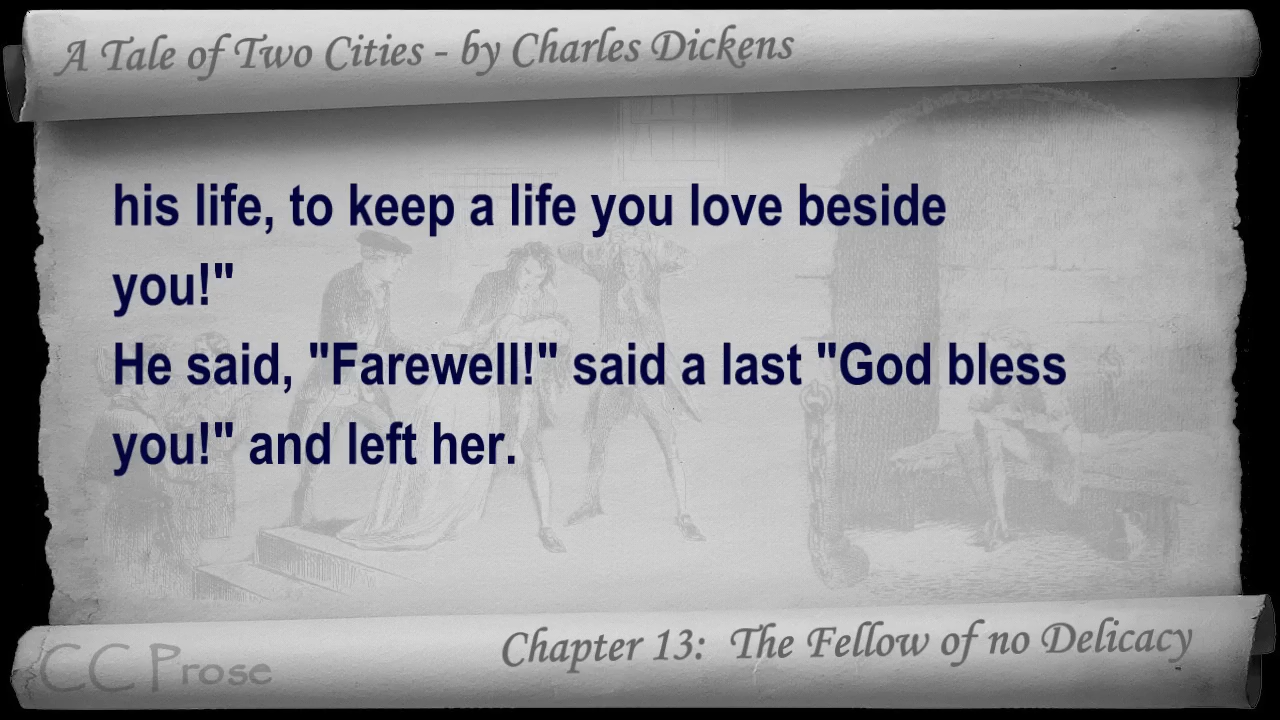 A Tale of Two Cities - by Charles Dickens
his life, to keep a life you love beside
you!"
He said, "Farewell!" said a last "God bless
you!" and left her.
Chapter 13: The Fellow of no Delicacy
CC Prose